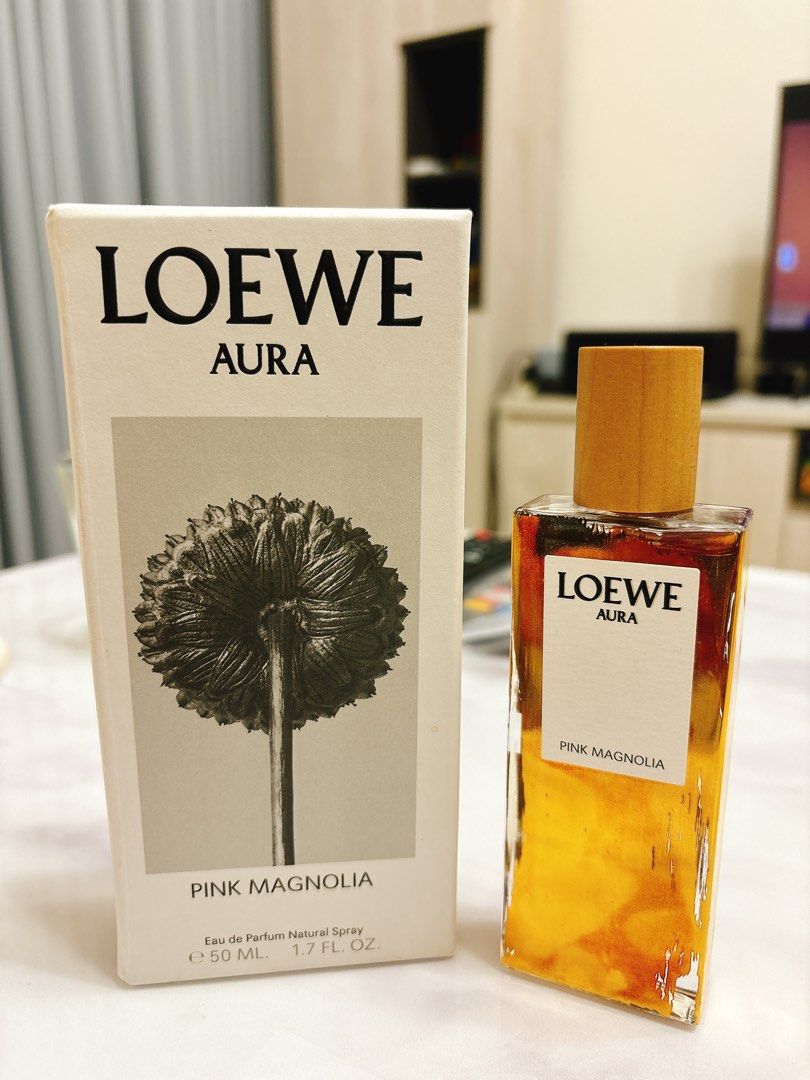 LOEWE
AURA
PINK MAGNOLIA
Eau de Parfum Natural Spray
℮ 50 ML. 1.7 FL. OZ.
LOEWE
AURA
PINK MAGNOLIA